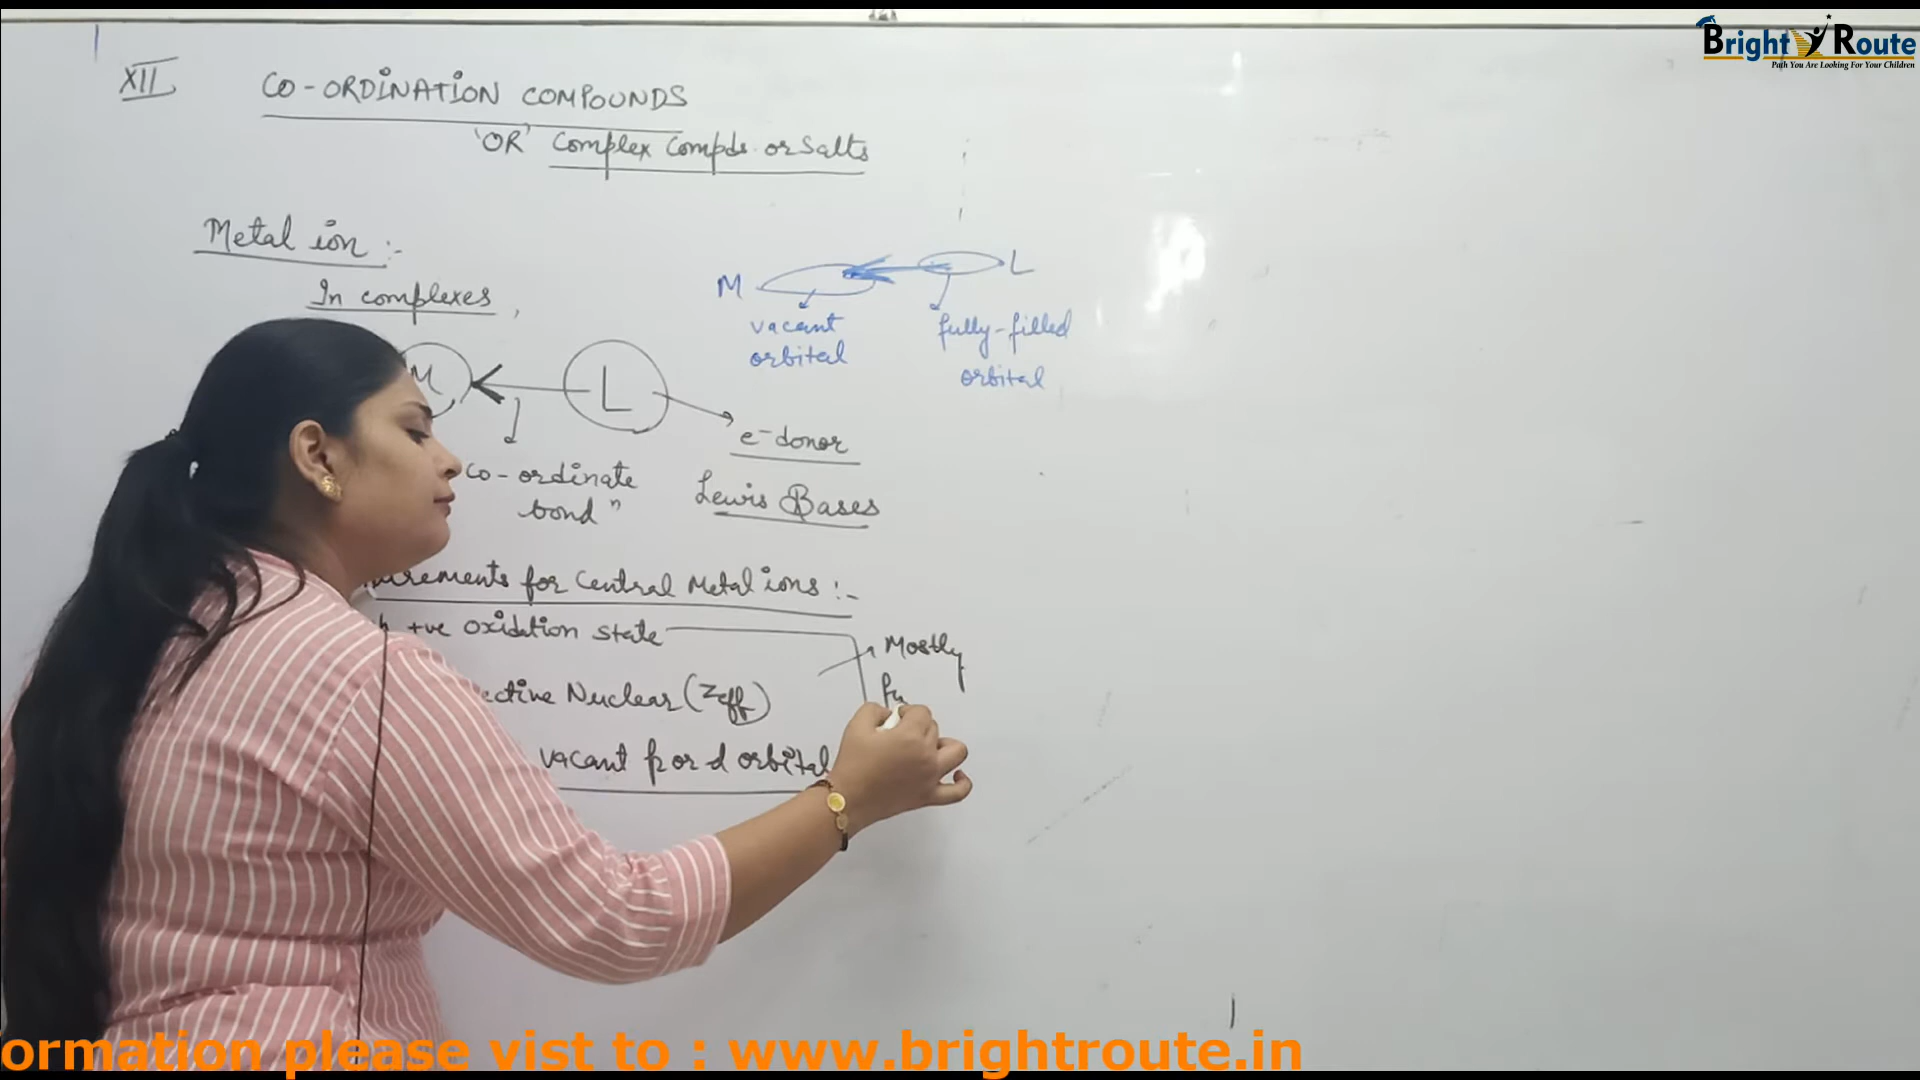 Bright Route
Path You Are Looking For Your Children
XII
CO-ORDINATION COMPOUNDS
'OR' Complex Compds. or Salts
Metal ion :-
In complexes ,
M L
vacant orbital
fully-filled orbital
M L
e- donor
Lewis Bases
co-ordinate
bond"
urements for Central Metal ions :-
h +ve oxidation state
Mostly
ective Nuclear (Zeff)
vacant p or d orbital
ormation please vist to : www.brightroute.in